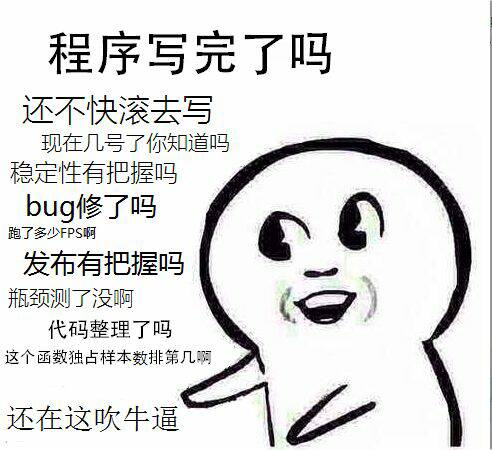 程序写完了吗
还不快滚去写
现在几号了你知道吗
稳定性有把握吗
bug修了吗
跑了多少FPS啊
发布有把握吗
瓶颈测了没啊
代码整理了吗
这个函数独占样本数排第几啊
还在这吹牛逼